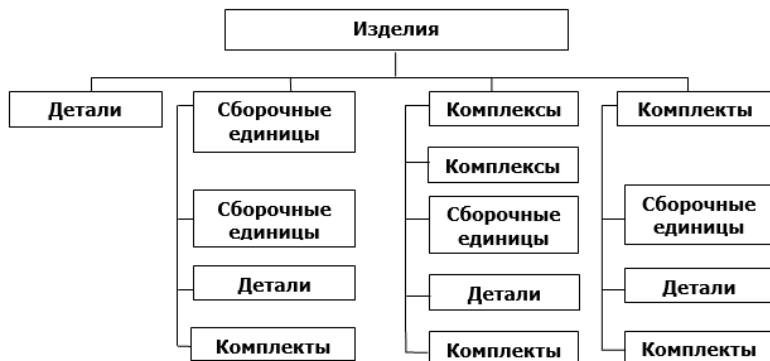 Изделия
Детали
Сборочные
единицы
Комплексы
Комплекты
Комплексы
Сборочные
единицы
Сборочные
единицы
Сборочные
единицы
Детали
Детали
Детали
Комплекты
Комплекты
Комплекты